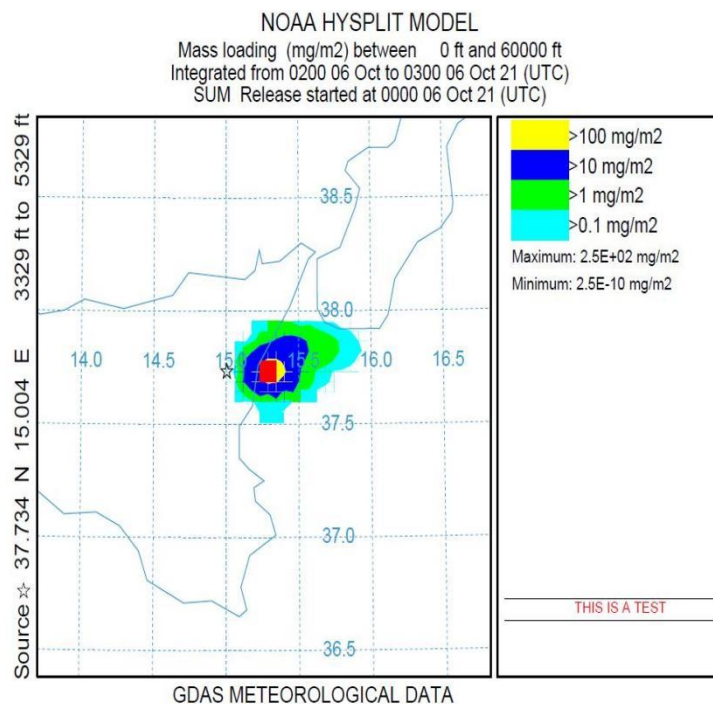 NOAA HYSPLIT MODEL
Mass loading (mg/m2) between 0 ft and 60000 ft
Integrated from 0200 06 Oct to 0300 06 Oct 21 (UTC)
SUM Release started at 0000 06 Oct 21 (UTC)
Source ☆ 37.734 N 15.004 E 3329 ft to 5329 ft
38.5
38.0
14.0 14.5 15.0 15.5 16.0 16.5
37.5
37.0
36.5
>100 mg/m2
>10 mg/m2
>1 mg/m2
>0.1 mg/m2
Maximum: 2.5E+02 mg/m2
Minimum: 2.5E-10 mg/m2
THIS IS A TEST
GDAS METEOROLOGICAL DATA